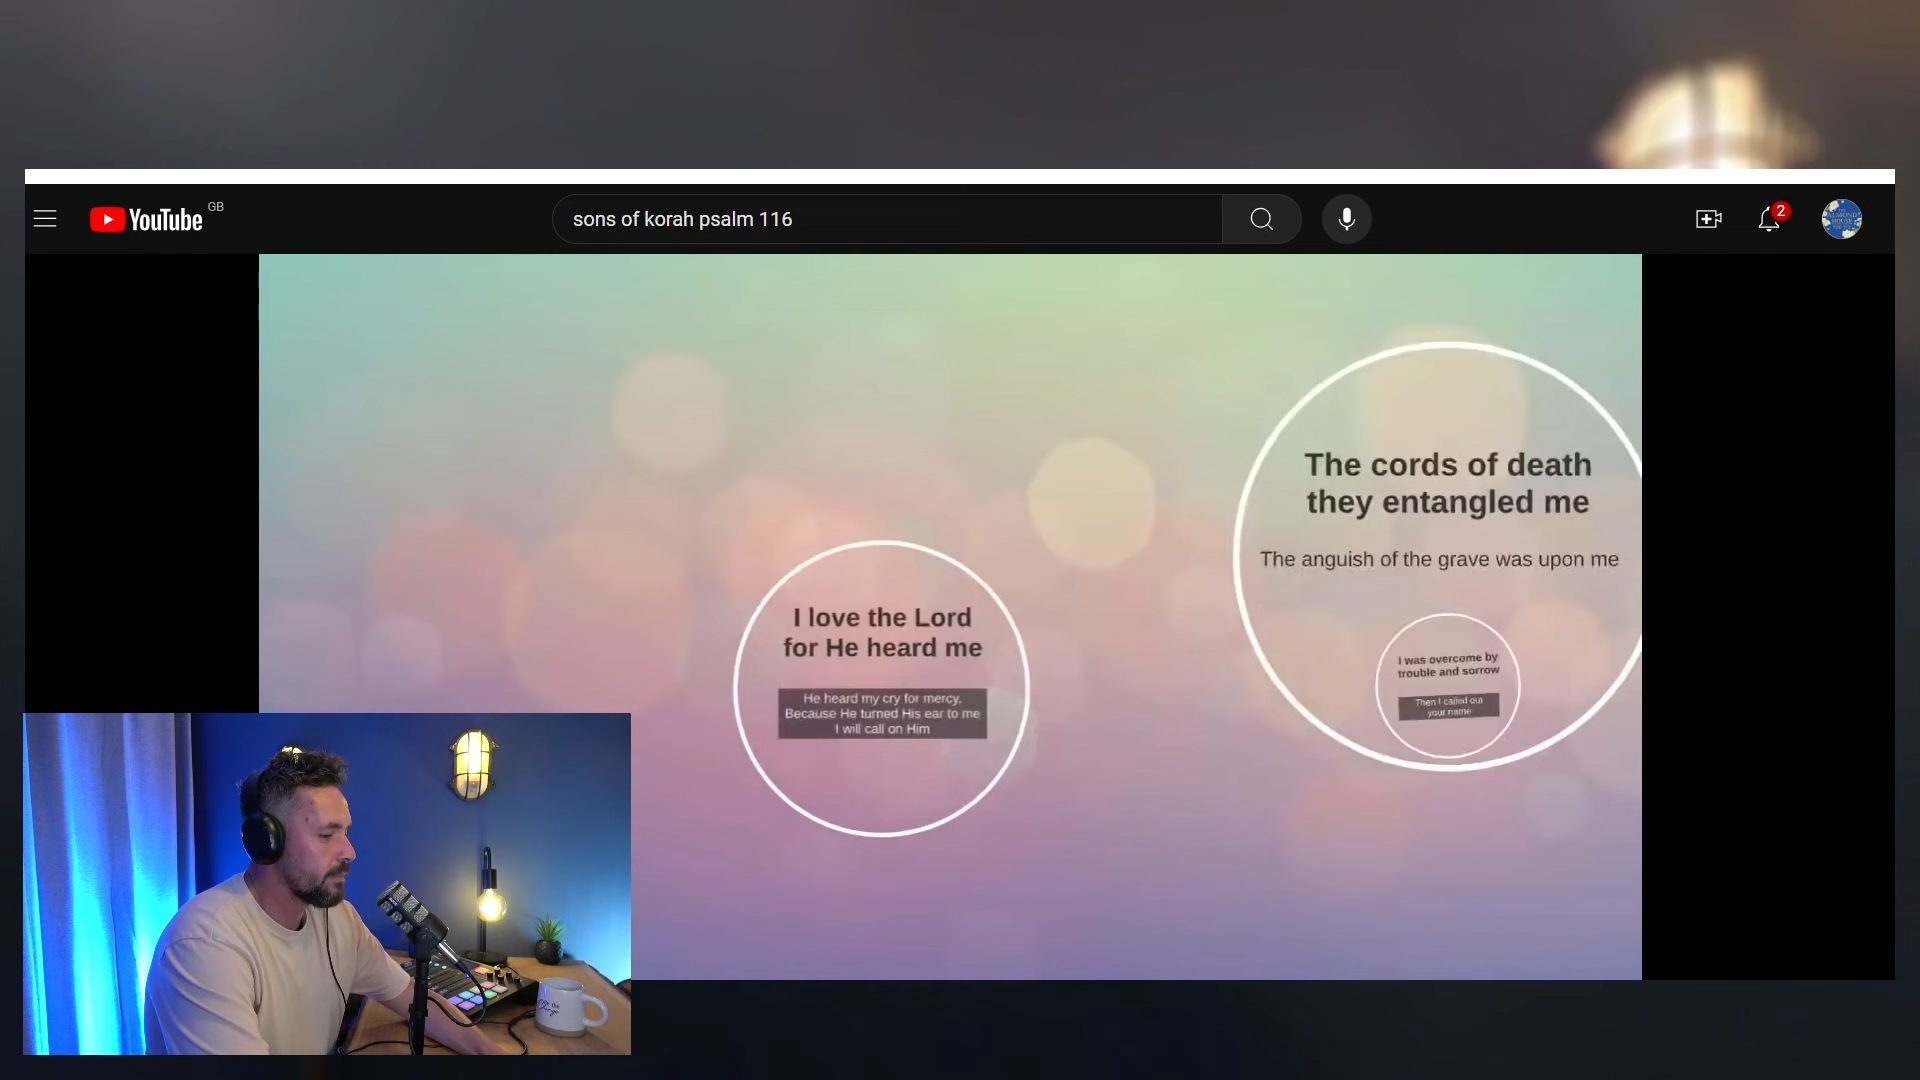 YouTube
GB
sons of korah psalm 116
2
ALMOND
HOUSE
The cords of death
they entangled me
The anguish of the grave was upon me
I was overcome by
trouble and sorrow
Then I called out
your name
I love the Lord
for He heard me
He heard my cry for mercy,
Because He turned His ear to me
I will call on Him